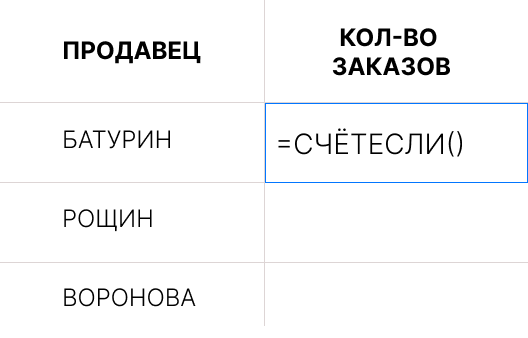 ПРОДАВЕЦ
КОЛ-ВО
ЗАКАЗОВ
БАТУРИН
=СЧЁТЕСЛИ()
РОЩИН
ВОРОНОВА